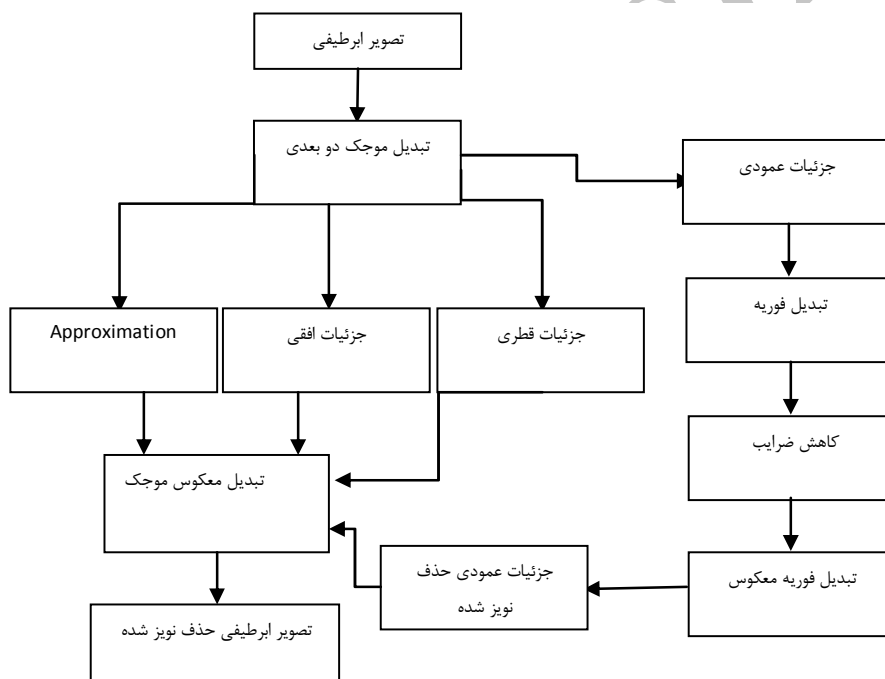 تصویر ابرطیفی
تبدیل موجک دو بعدی
جزئیات عمودی
تبدیل فوریه
Approximation
جزئیات افقی
جزئیات قطری
کاهش ضرایب
تبدیل معکوس موجک
جزئیات عمودی حذف
نویز شده
تبدیل فوریه معکوس
تصویر ابرطیفی حذف نویز شده